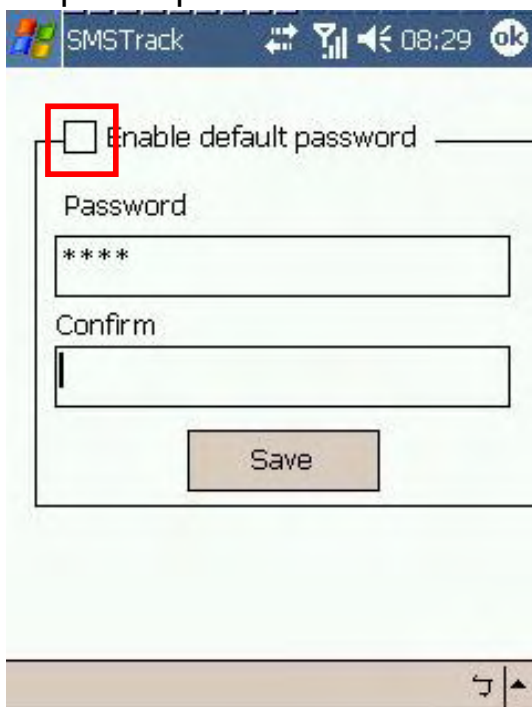 SMSTrack 08:29 ok
Enable default password
Password
****
Confirm
Save
ㄅ